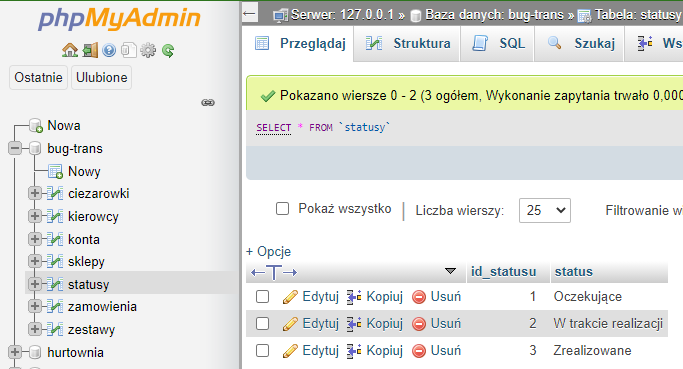 phpMyAdmin
Ostatnie Ulubione
Nowa
bug-trans
Nowy
ciezarowki
kierowcy
konta
sklepy
statusy
zamowienia
zestawy
hurtownia
Serwer: 127.0.0.1 » Baza danych: bug-trans » Tabela: statusy
Przeglądaj Struktura SQL Szukaj
Pokazano wiersze 0 - 2 (3 ogółem, Wykonanie zapytania trwało 0,000
SELECT * FROM `statusy`
Pokaż wszystko Liczba wierszy: 25 Filtrowanie
+ Opcje
←T→ id_statusu status
Edytuj Kopiuj Usuń 1 Oczekujące
Edytuj Kopiuj Usuń 2 W trakcie realizacji
Edytuj Kopiuj Usuń 3 Zrealizowane